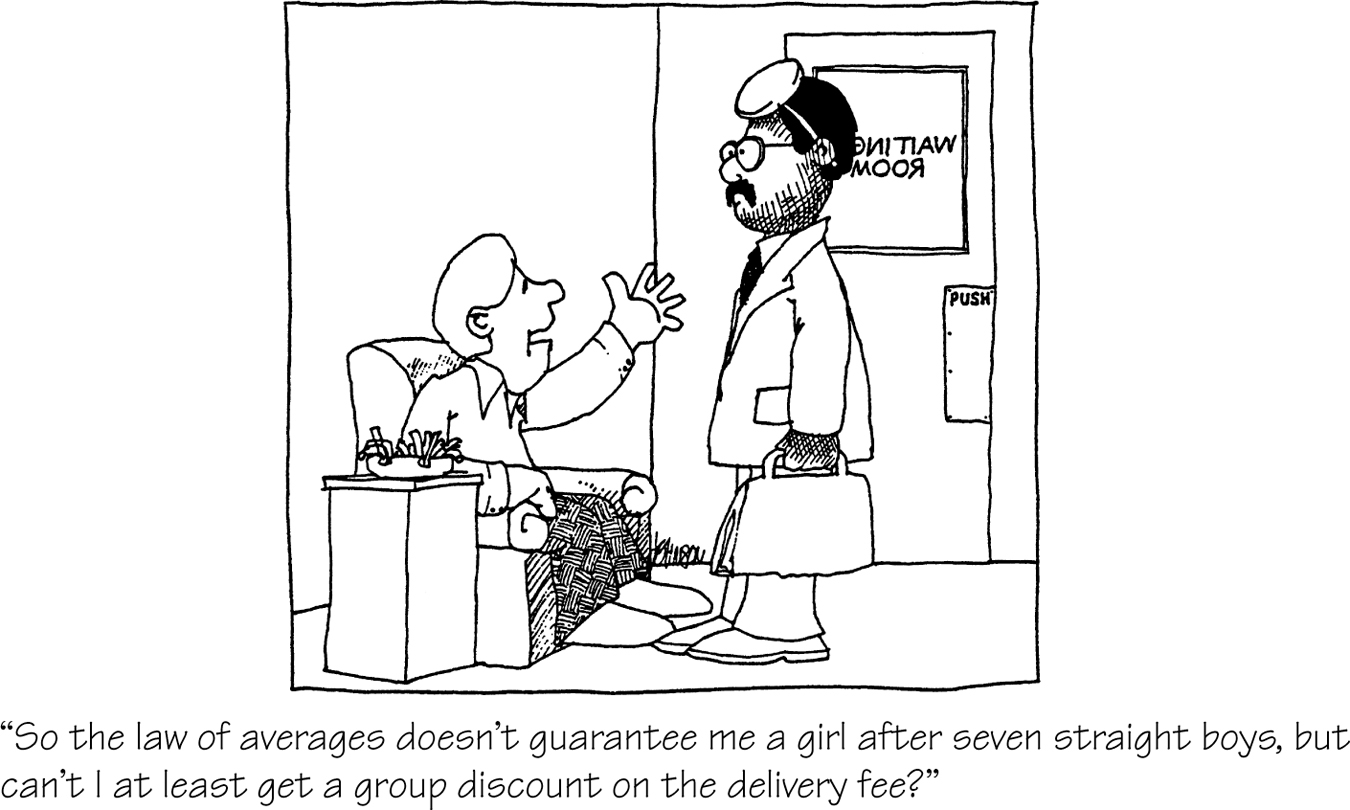 WAITING
ROOM
PUSH
“So the law of averages doesn’t guarantee me a girl after seven straight boys, but
can’t I at least get a group discount on the delivery fee?”